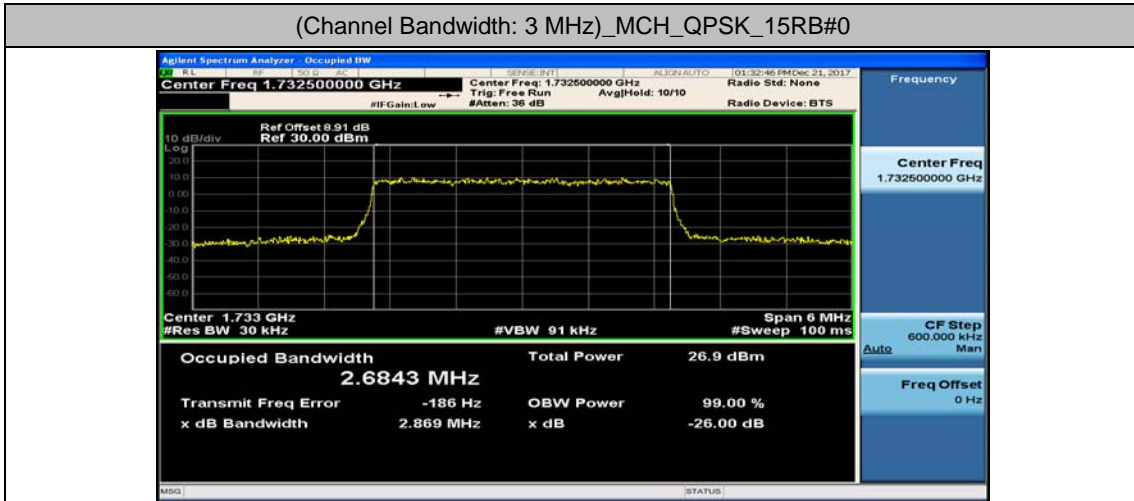 (Channel Bandwidth: 3 MHz)_MCH_QPSK_15RB#0
Agilent Spectrum Analyzer - Occupied BW
RL RF 50 Ω AC SENSE:INT ALIGN AUTO 01:32:46 PM Dec 21, 2017
Center Freq 1.732500000 GHz Center Freq: 1.732500000 GHz Radio Std: None
Trig: Free Run Avg|Hold: 10/10
#IFGain:Low #Atten: 36 dB Radio Device: BTS
Frequency
Ref Offset 8.91 dB
10 dB/div Ref 30.00 dBm
Log
20.0
10.0
0.00
-10.0
-20.0
-30.0
-40.0
-50.0
-60.0
Center Freq
1.732500000 GHz
Center 1.733 GHz Span 6 MHz
#Res BW 30 kHz #VBW 91 kHz #Sweep 100 ms
CF Step
600.000 kHz
Auto Man
Occupied Bandwidth Total Power 26.9 dBm
2.6843 MHz
Transmit Freq Error -186 Hz OBW Power 99.00 %
x dB Bandwidth 2.869 MHz x dB -26.00 dB
Freq Offset
0 Hz
MSG STATUS